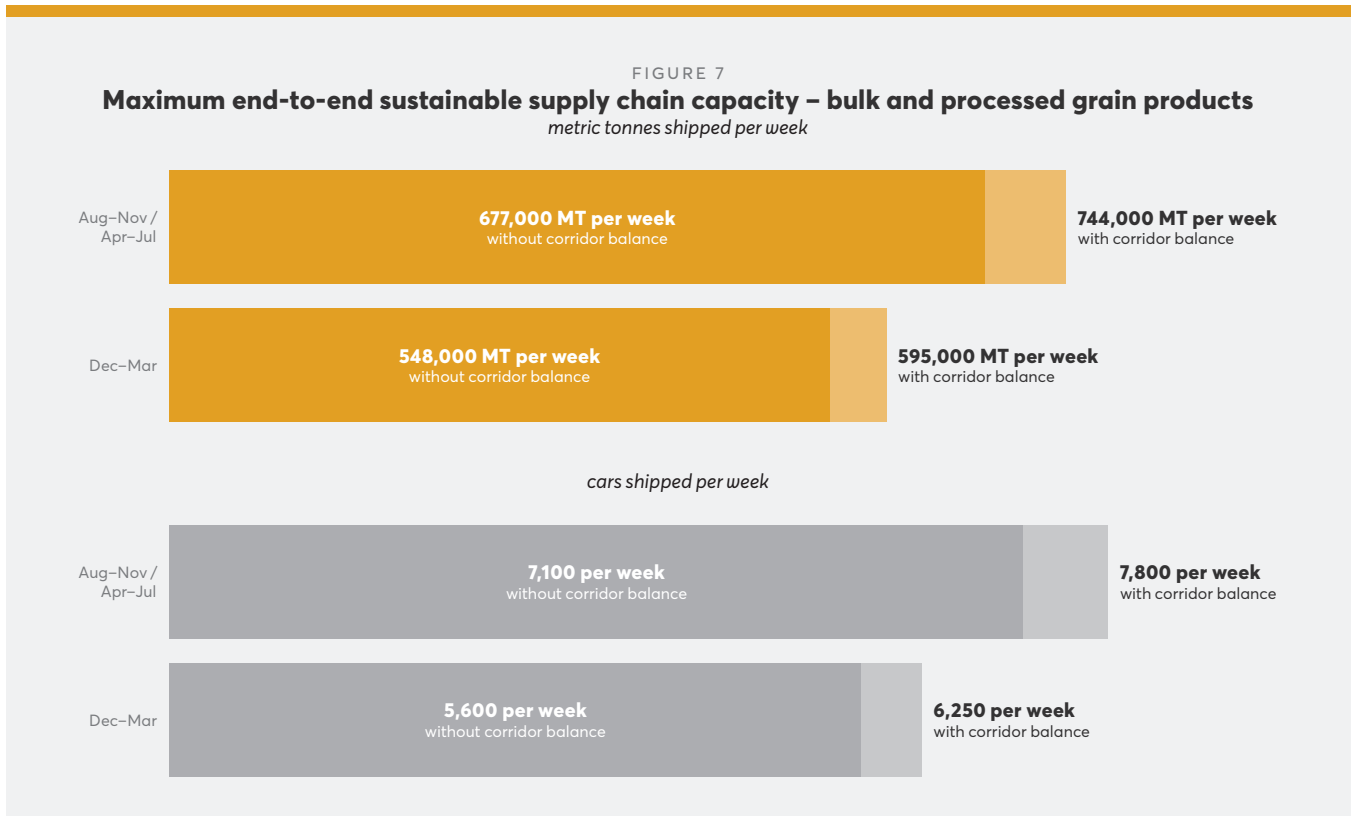 FIGURE 7
Maximum end-to-end sustainable supply chain capacity – bulk and processed grain products
metric tonnes shipped per week
Aug–Nov /
Apr–Jul
677,000 MT per week
without corridor balance
744,000 MT per week
with corridor balance
Dec–Mar
548,000 MT per week
without corridor balance
595,000 MT per week
with corridor balance
cars shipped per week
Aug–Nov /
Apr–Jul
7,100 per week
without corridor balance
7,800 per week
with corridor balance
Dec–Mar
5,600 per week
without corridor balance
6,250 per week
with corridor balance